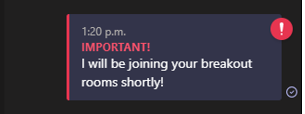 1:20 p.m.
IMPORTANT!
I will be joining your breakout
rooms shortly!